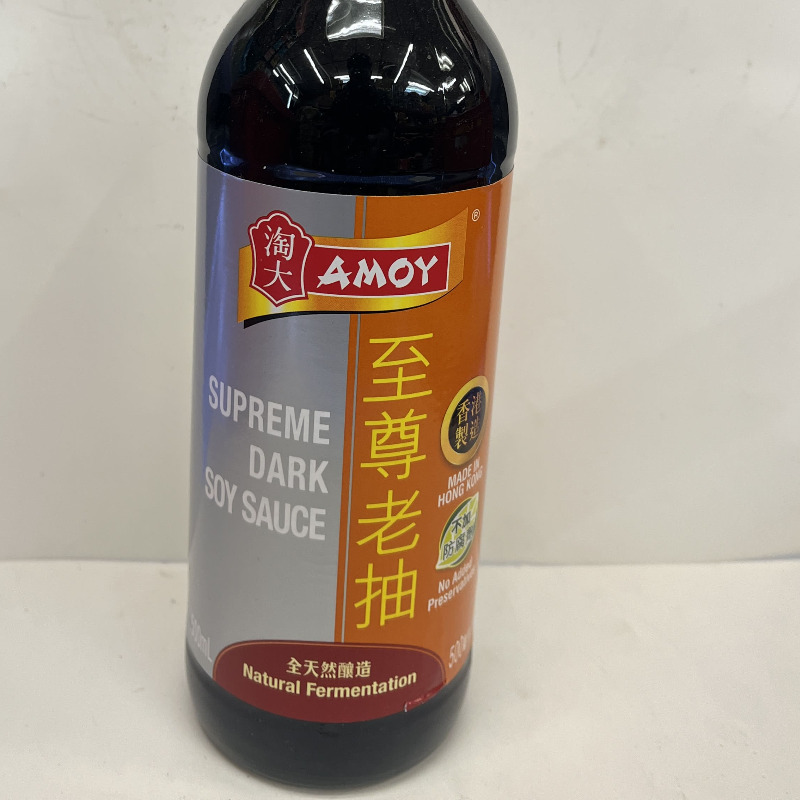 淘大
AMOY
®
SUPREME
DARK
SOY SAUCE
至尊老抽
香港
製造
MADE IN
HONG KONG
不加
防腐劑
No Added
Preservatives
500mL
全天然釀造
Natural Fermentation